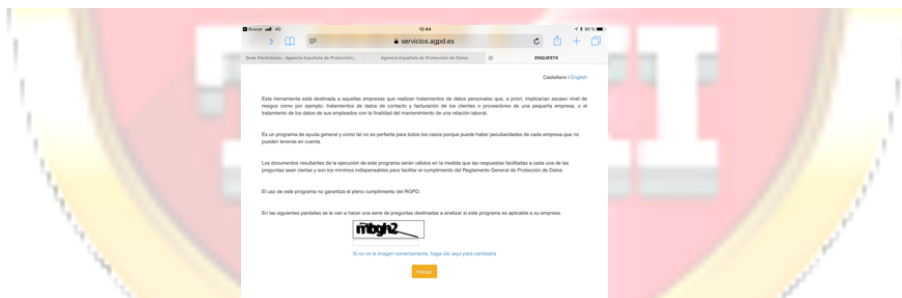 Buscar 4G 12:44 80 %
servicios.agpd.es
Sede Electrónica - Agencia Española de Protección... Agencia Española de Protección de Datos ENQUESTA
Castellano English
Esta herramienta está destinada a aquellas empresas que realizan tratamientos de datos personales que, a priori, implicarían escaso nivel de
riesgos como por ejemplo: tratamientos de datos de contacto y facturación de los clientes o proveedores de una pequeña empresa, o el
tratamiento de los datos de sus empleados con la finalidad del mantenimiento de una relación laboral.
Es un programa de ayuda general y como tal no es perfecta para todos los casos porque puede haber peculiaridades de cada empresa que no
pueden tenerse en cuenta.
Los documentos resultantes de la ejecución de este programa serán válidos en la medida que las respuestas facilitadas a cada una de las
preguntas sean ciertas y son los mínimos indispensables para facilitar el cumplimiento del Reglamento General de Protección de Datos.
El uso de este programa no garantiza el pleno cumplimiento del RGPD.
En las siguientes pantallas se le van a hacer una serie de preguntas destinadas a analizar si este programa es aplicable a su empresa.
mbgh2
Si no ve la imagen correctamente, haga clic aquí para cambiarla
Iniciar